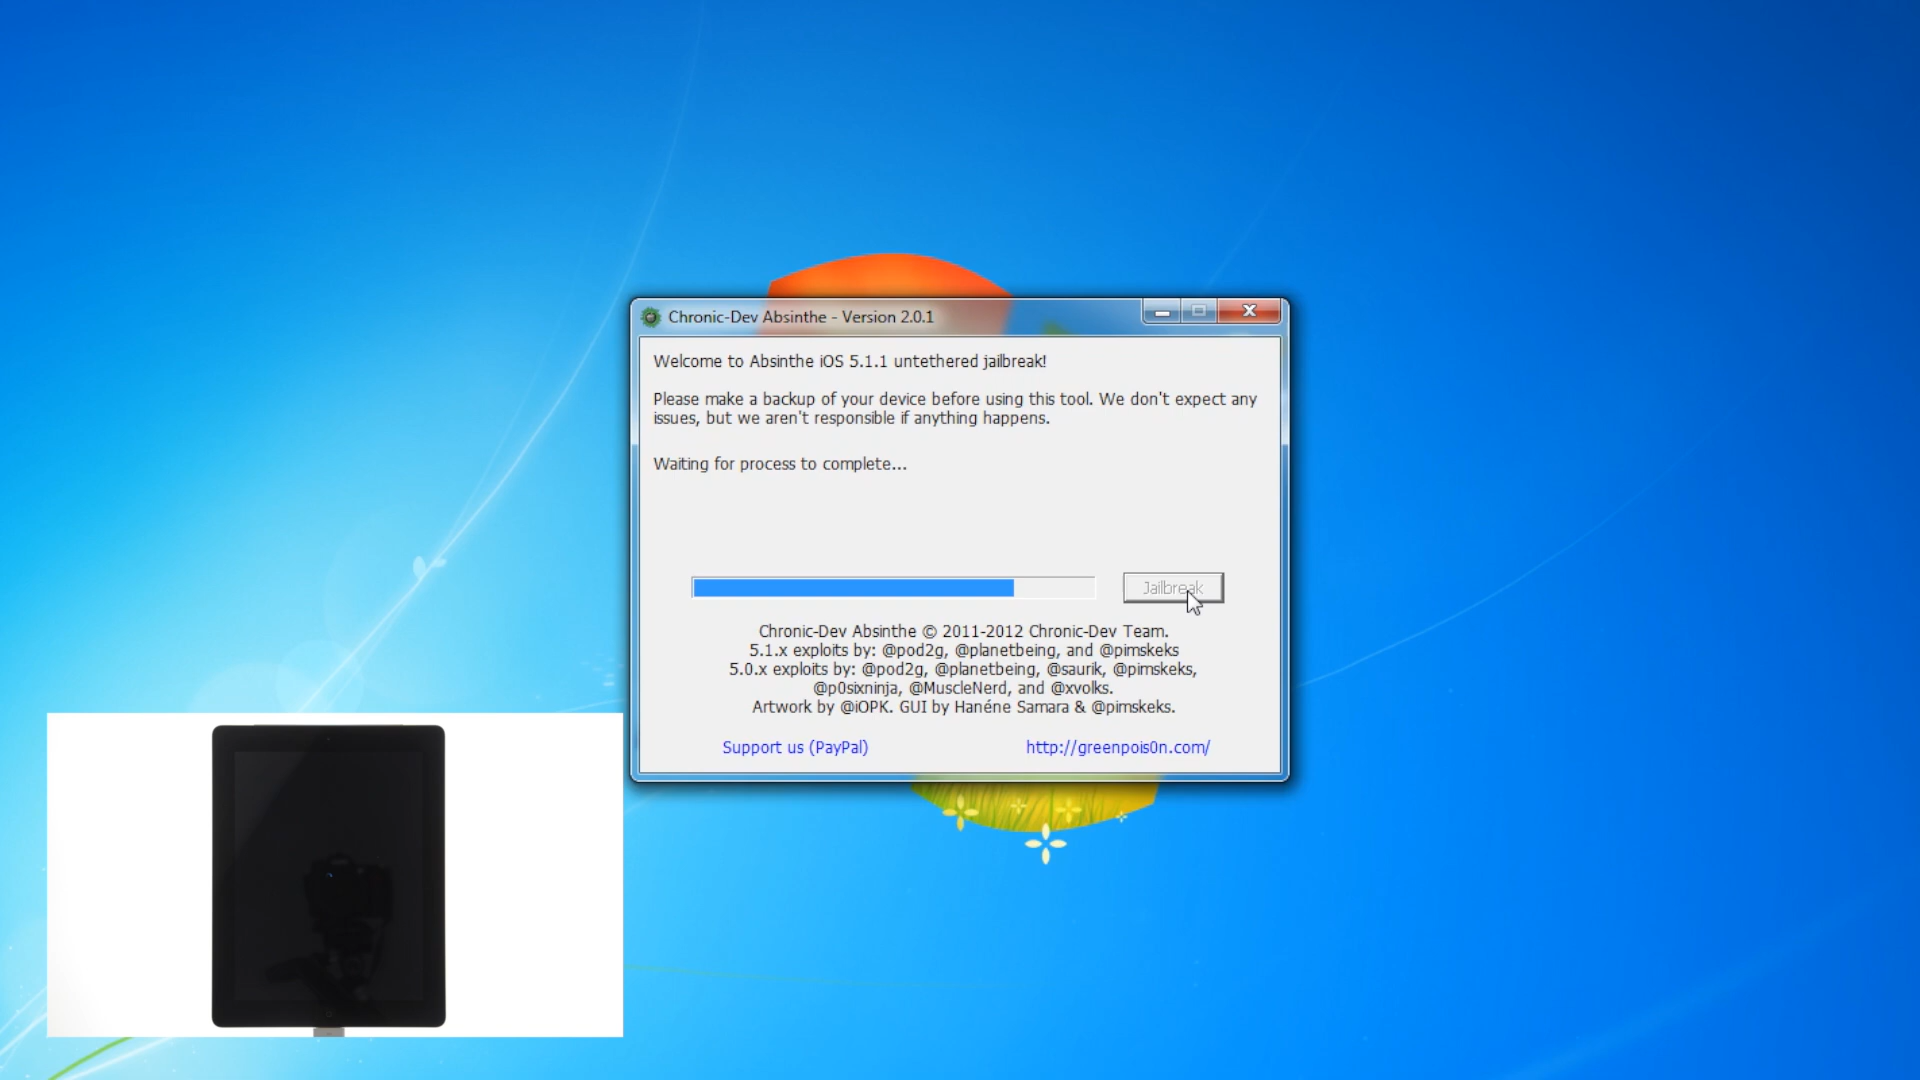 Chronic-Dev Absinthe - Version 2.0.1
Welcome to Absinthe iOS 5.1.1 untethered jailbreak!
Please make a backup of your device before using this tool. We don't expect any
issues, but we aren't responsible if anything happens.
Waiting for process to complete...
Jailbreak
Chronic-Dev Absinthe © 2011-2012 Chronic-Dev Team.
5.1.x exploits by: @pod2g, @planetbeing, and @pimskeks
5.0.x exploits by: @pod2g, @planetbeing, @saurik, @pimskeks,
@p0sixninja, @MuscleNerd, and @xvolks.
Artwork by @iOPK. GUI by Hanéne Samara & @pimskeks.
Support us (PayPal)
http://greenpois0n.com/